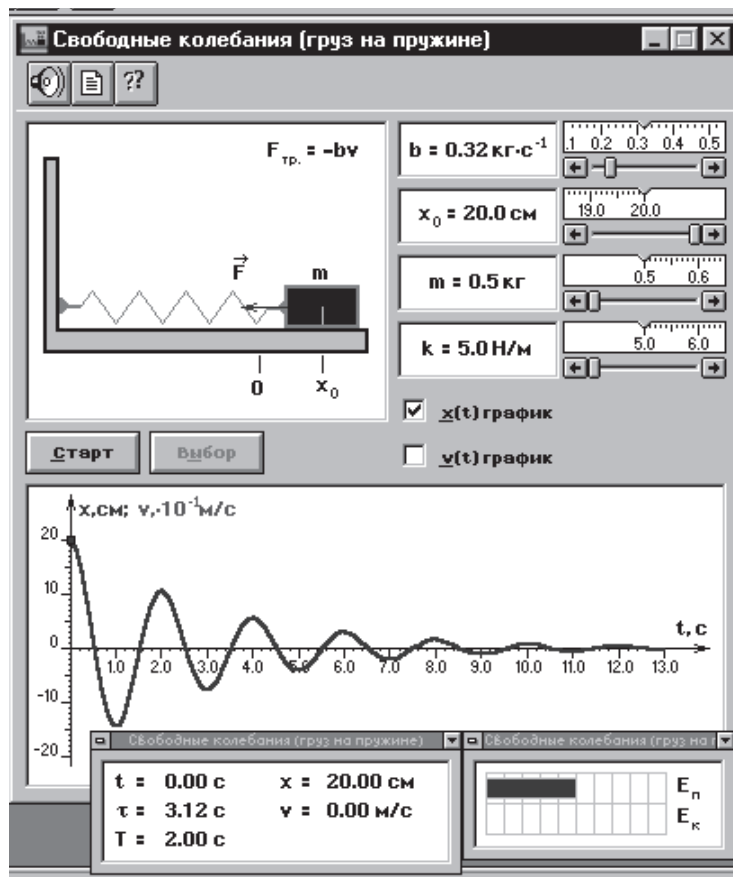 Свободные колебания (груз на пружине)
??
F тр. = -bv
F⃗
m
0
x₀
b = 0.32 кг·с⁻¹
.1 0.2 0.3 0.4 0.5
x₀ = 20.0 см
19.0 20.0
m = 0.5 кг
0.5 0.6
k = 5.0 Н/м
5.0 6.0
x(t) график
v(t) график
Старт
Выбор
x,см; v,·10⁻¹м/с
20
10
0
-10
-20
t, с
1.0 2.0 3.0 4.0 5.0 6.0 7.0 8.0 9.0 10.0 11.0 12.0 13.0
Свободные колебания (груз на пружине)
t = 0.00 с x = 20.00 см
τ = 3.12 с v = 0.00 м/с
T = 2.00 с
Свободные колебания (груз на г
Eп
Eк